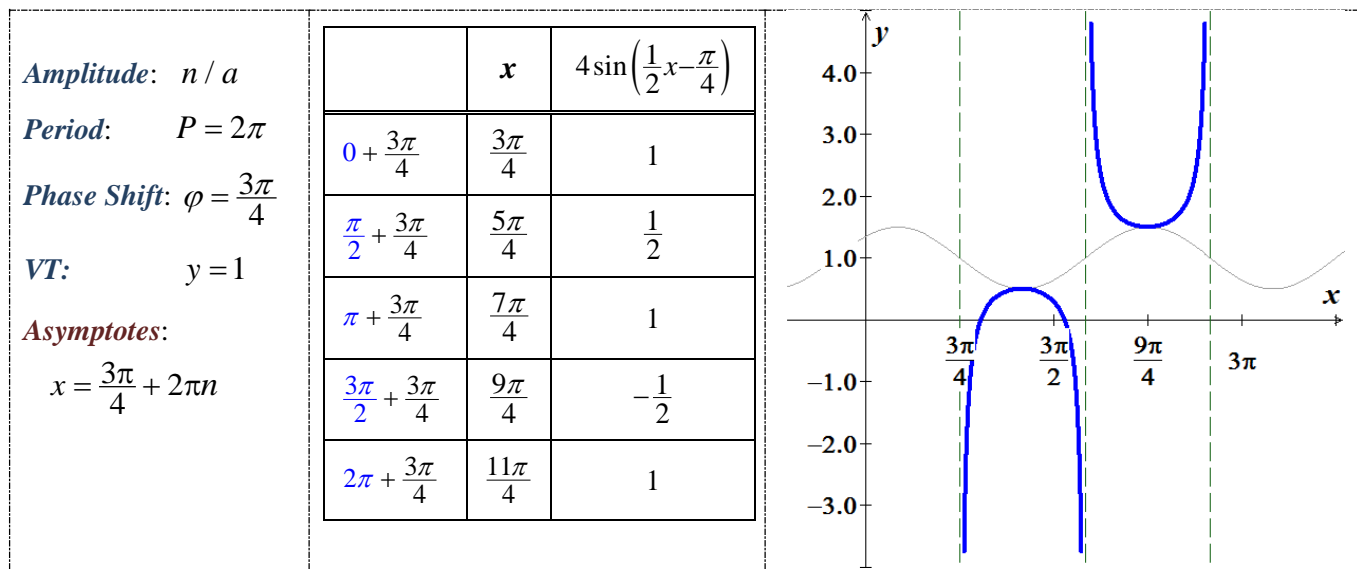 Amplitude: n / a
Period: P = 2π
Phase Shift: φ = 3π/4
VT: y = 1
Asymptotes:
x = 3π/4 + 2πn
x 4 sin(1/2 x − π/4)
0 + 3π/4 3π/4 1
π/2 + 3π/4 5π/4 1/2
π + 3π/4 7π/4 1
3π/2 + 3π/4 9π/4 −1/2
2π + 3π/4 11π/4 1
y
4.0
3.0
2.0
1.0
x
3π/4 3π/2 9π/4 3π
−1.0
−2.0
−3.0